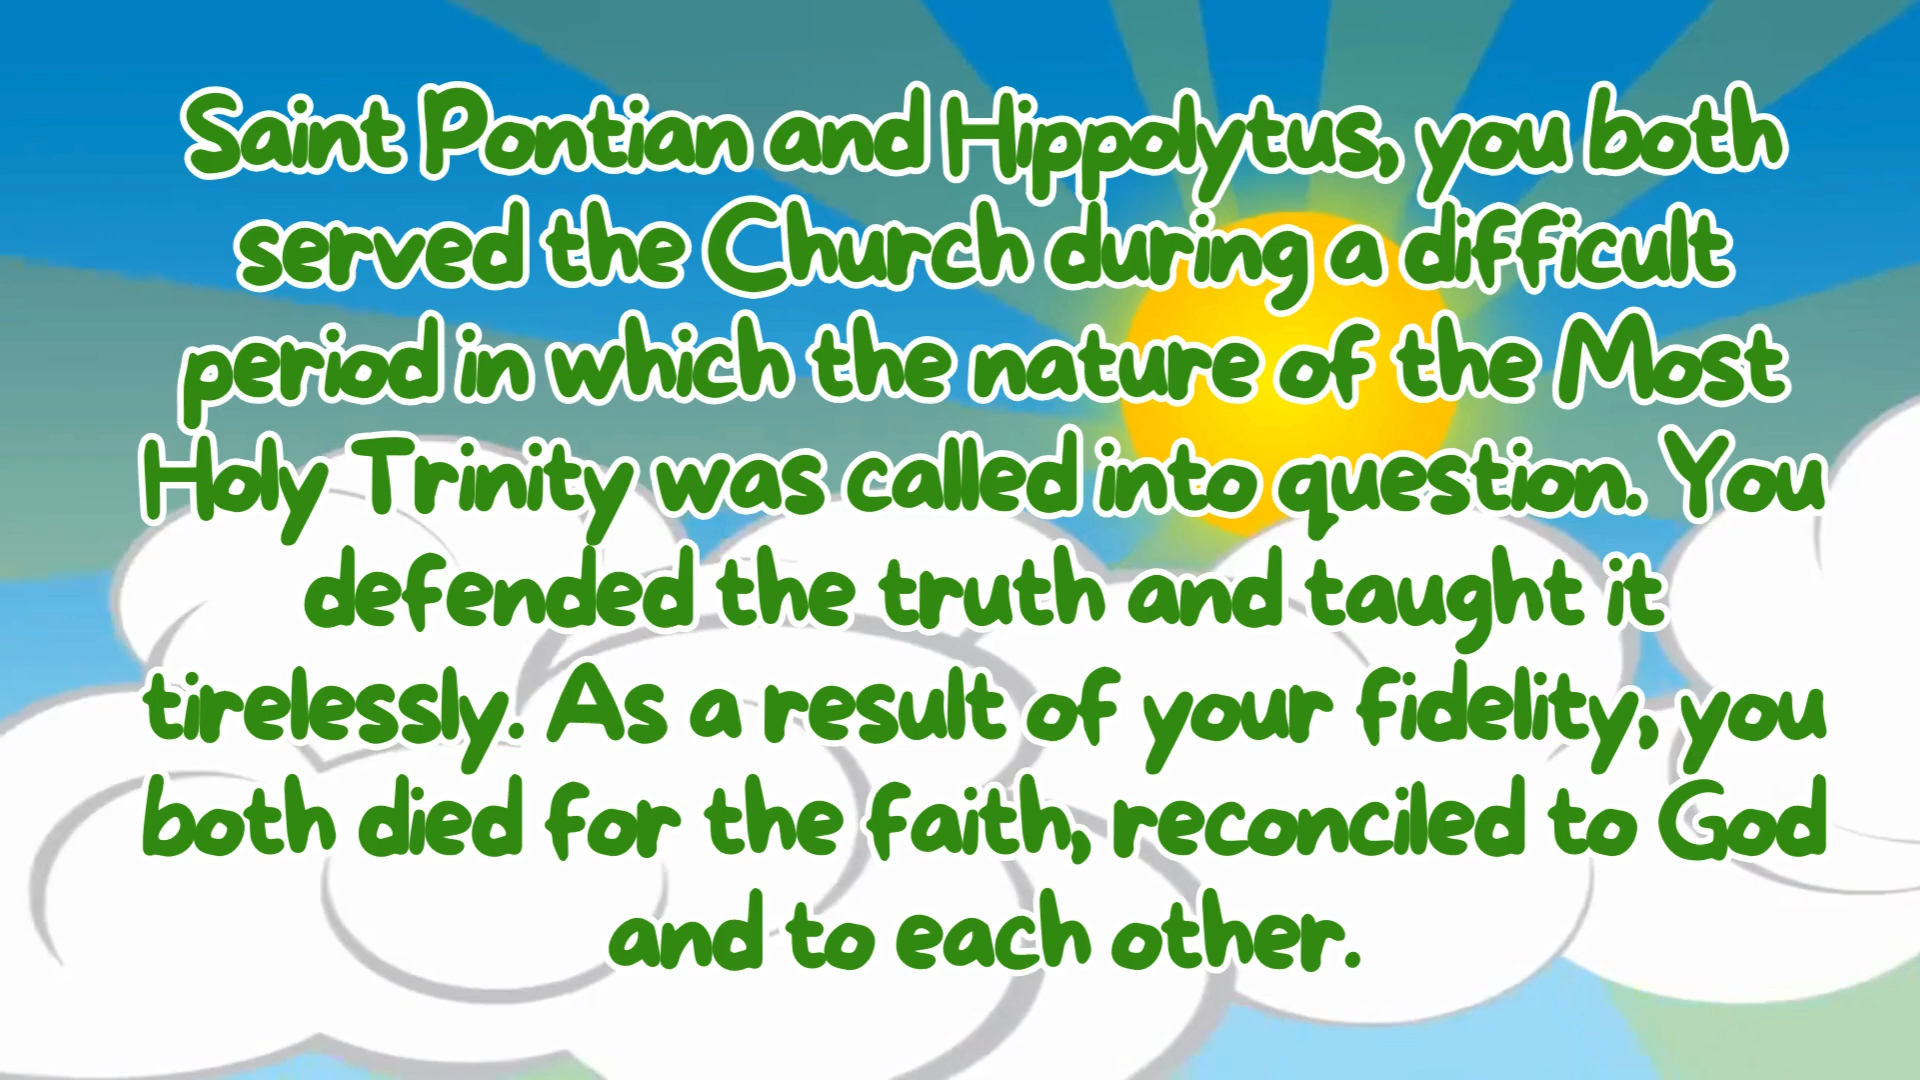 Saint Pontian and Hippolytus, you both
served the Church during a difficult
period in which the nature of the Most
Holy Trinity was called into question. You
defended the truth and taught it
tirelessly. As a result of your fidelity, you
both died for the faith, reconciled to God
and to each other.